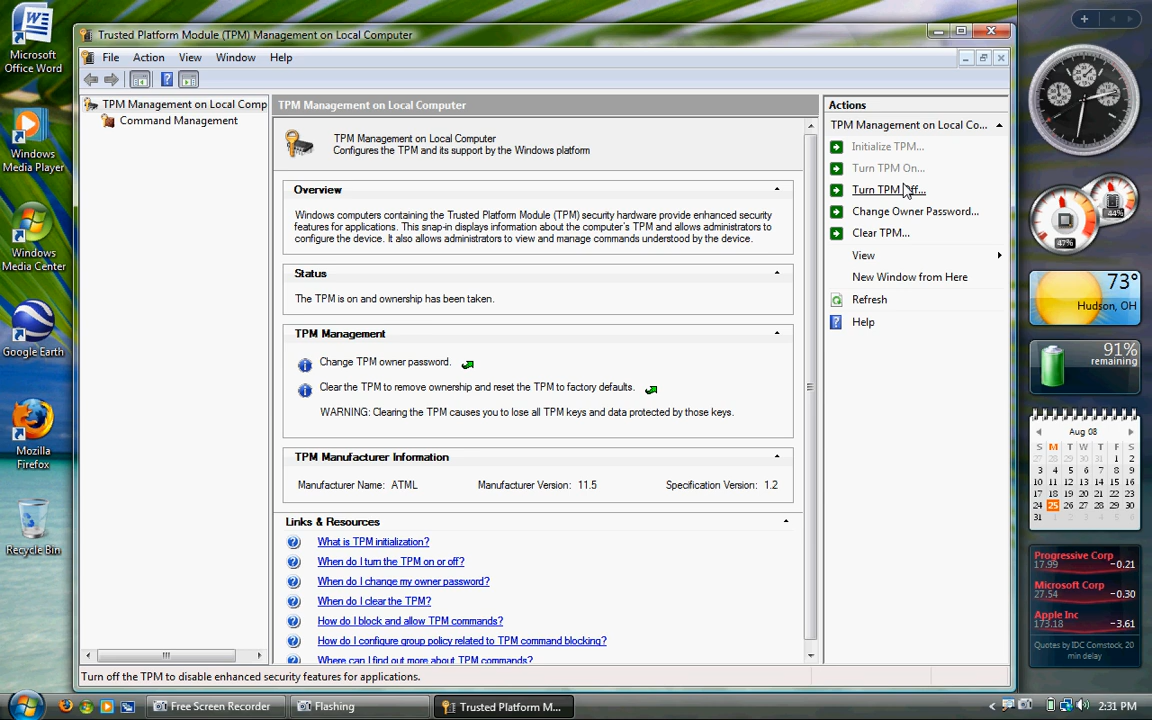 Microsoft
Office Word
Windows
Media Player
Windows
Media Center
Google Earth
Mozilla
Firefox
Recycle Bin
Trusted Platform Module (TPM) Management on Local Computer
File Action View Window Help
TPM Management on Local Comp
Command Management
TPM Management on Local Computer
TPM Management on Local Computer
Configures the TPM and its support by the Windows platform
Overview
Windows computers containing the Trusted Platform Module (TPM) security hardware provide enhanced security
features for applications. This snap-in displays information about the computer's TPM and allows administrators to
configure the device. It also allows administrators to view and manage commands understood by the device.
Status
The TPM is on and ownership has been taken.
TPM Management
Change TPM owner password.
Clear the TPM to remove ownership and reset the TPM to factory defaults.
WARNING: Clearing the TPM causes you to lose all TPM keys and data protected by those keys.
TPM Manufacturer Information
Manufacturer Name: ATML Manufacturer Version: 11.5 Specification Version: 1.2
Links & Resources
What is TPM initialization?
When do I turn the TPM on or off?
When do I change my owner password?
When do I clear the TPM?
How do I block and allow TPM commands?
How do I configure group policy related to TPM command blocking?
Where can I find out more about TPM commands?
Actions
TPM Management on Local Co...
Initialize TPM...
Turn TPM On...
Turn TPM Off...
Change Owner Password...
Clear TPM...
View
New Window from Here
Refresh
Help
Turn off the TPM to disable enhanced security features for applications.
47%
44%
73°
Hudson, OH
91%
remaining
Aug 08
S M T W T F S
27 28 29 30 31 1 2
3 4 5 6 7 8 9
10 11 12 13 14 15 16
17 18 19 20 21 22 23
24 25 26 27 28 29 30
31 1 2 3 4 5 6
Progressive Corp
17.99 -0.21
Microsoft Corp
27.54 -0.30
Apple Inc
173.18 -3.61
Quotes by IDC Comstock, 20
min delay
Free Screen Recorder
Flashing
Trusted Platform M...
2:31 PM